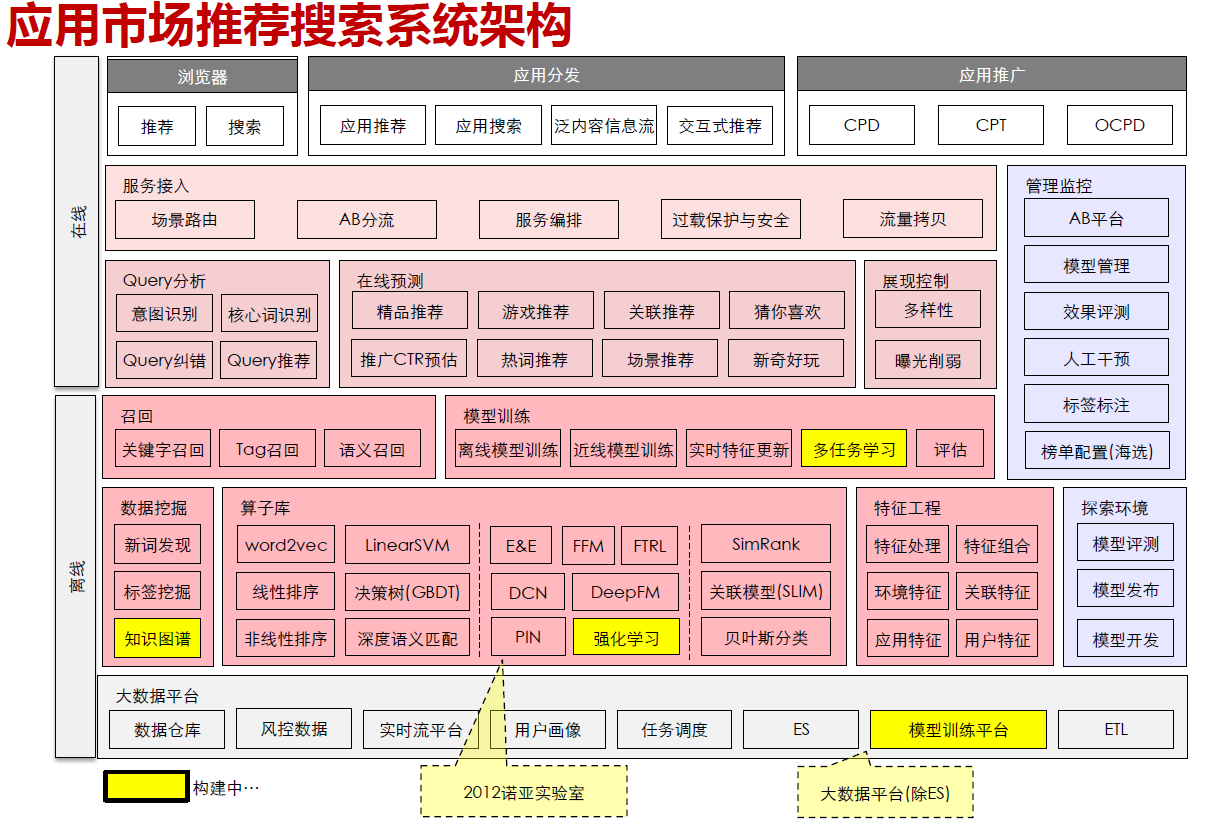 应用市场推荐搜索系统架构
在线
浏览器
推荐
搜索
应用分发
应用推荐
应用搜索
泛内容信息流
交互式推荐
应用推广
CPD
CPT
OCPD
服务接入
场景路由
AB分流
服务编排
过载保护与安全
流量拷贝
管理监控
AB平台
模型管理
效果评测
人工干预
标签标注
榜单配置(海选)
Query分析
意图识别
核心词识别
Query纠错
Query推荐
在线预测
精品推荐
游戏推荐
关联推荐
猜你喜欢
推广CTR预估
热词推荐
场景推荐
新奇好玩
展现控制
多样性
曝光削弱
离线
召回
关键字召回
Tag召回
语义召回
模型训练
离线模型训练
近线模型训练
实时特征更新
多任务学习
评估
数据挖掘
新词发现
标签挖掘
知识图谱
算子库
word2vec
LinearSVM
E&E
FFM
FTRL
SimRank
线性排序
决策树(GBDT)
DCN
DeepFM
关联模型(SLIM)
非线性排序
深度语义匹配
PIN
强化学习
贝叶斯分类
特征工程
特征处理
特征组合
环境特征
关联特征
应用特征
用户特征
探索环境
模型评测
模型发布
模型开发
大数据平台
数据仓库
风控数据
实时流平台
用户画像
任务调度
ES
模型训练平台
ETL
构建中…
2012诺亚实验室
大数据平台(除ES)